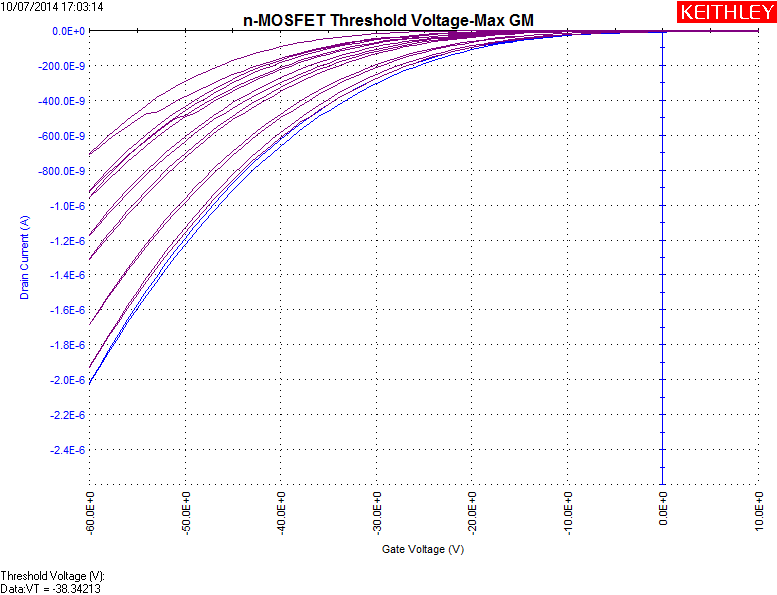 10/07/2014 17:03:14
KEITHLEY
n-MOSFET Threshold Voltage-Max GM
0.0E+0
-200.0E-9
-400.0E-9
-600.0E-9
-800.0E-9
-1.0E-6
-1.2E-6
-1.4E-6
-1.6E-6
-1.8E-6
-2.0E-6
-2.2E-6
-2.4E-6
Drain Current (A)
-60.0E+0
-50.0E+0
-40.0E+0
-30.0E+0
-20.0E+0
-10.0E+0
0.0E+0
10.0E+0
Gate Voltage (V)
Threshold Voltage (V):
Data:VT = -38.34213